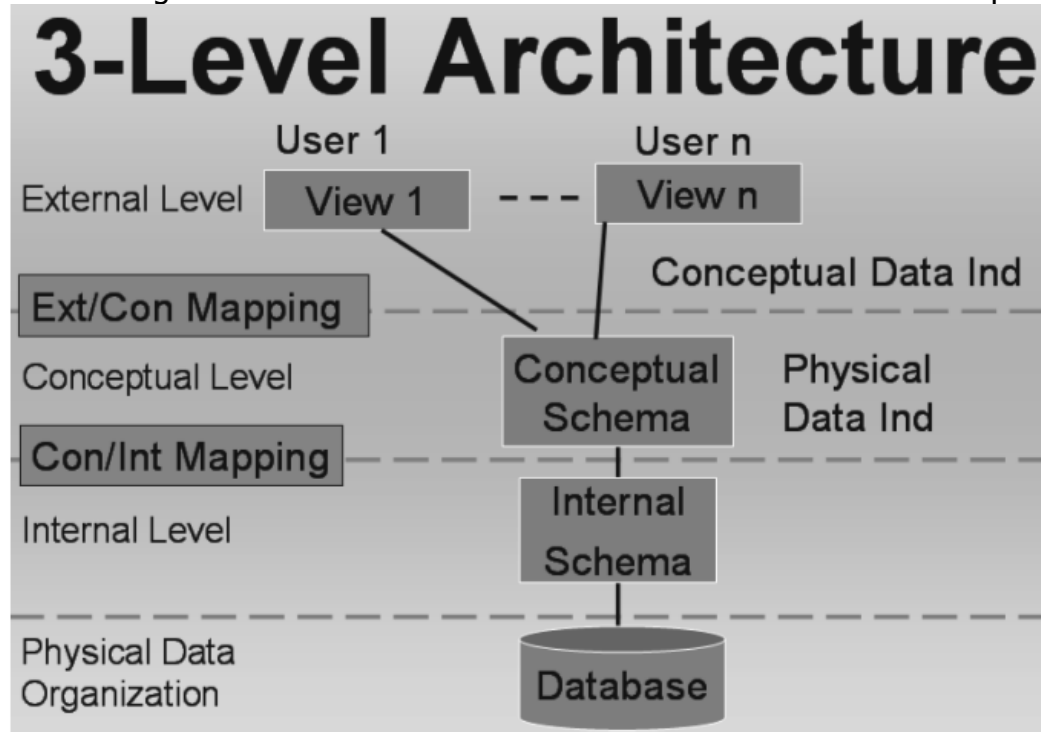 3-Level Architecture
User 1
User n
External Level
View 1
View n
Conceptual Data Ind
Ext/Con Mapping
Conceptual Level
Conceptual
Schema
Physical
Data Ind
Con/Int Mapping
Internal Level
Internal
Schema
Physical Data
Organization
Database